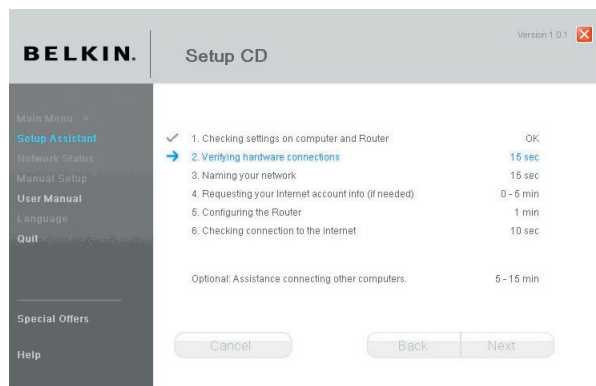 BELKIN.
Setup CD
Version 1.0.1
Main Menu >
Setup Assistant
Network Status
Manual Setup
User Manual
Language
Quit
Special Offers
Help
1. Checking settings on computer and Router OK
2. Verifying hardware connections 15 sec
3. Naming your network 15 sec
4. Requesting your Internet account info (if needed) 0 - 5 min
5. Configuring the Router 1 min
6. Checking connection to the internet 10 sec
Optional: Assistance connecting other computers. 5 - 15 min
Cancel
Back
Next